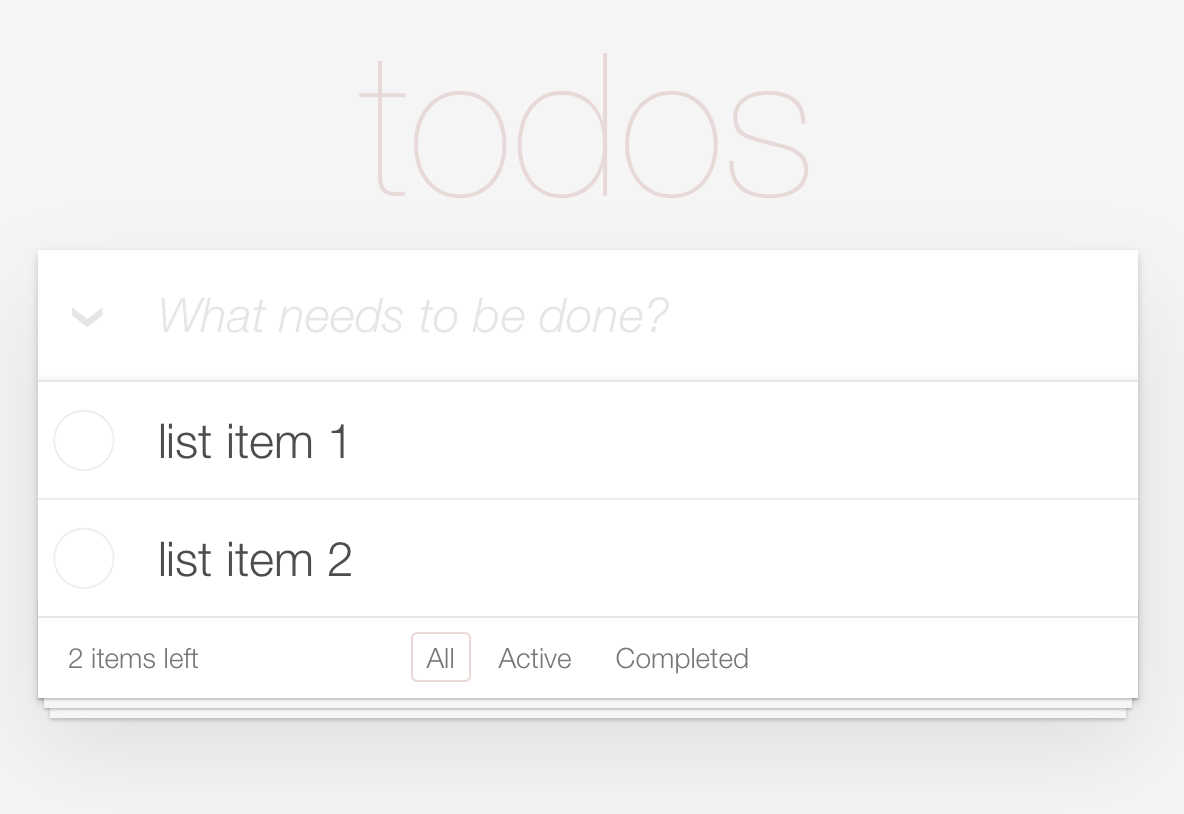 todos
What needs to be done?
list item 1
list item 2
2 items left All Active Completed